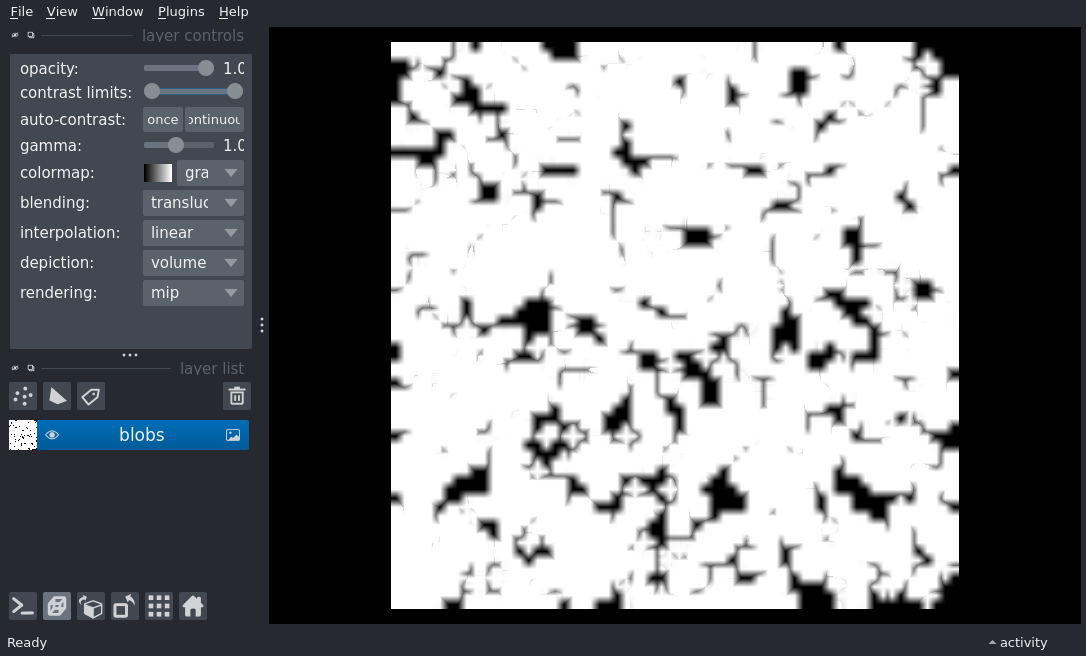 File View Window Plugins Help
layer controls
opacity: 1.0
contrast limits:
auto-contrast: once ontinuou
gamma: 1.0
colormap: gra
blending: transluc
interpolation: linear
depiction: volume
rendering: mip
layer list
blobs
Ready activity